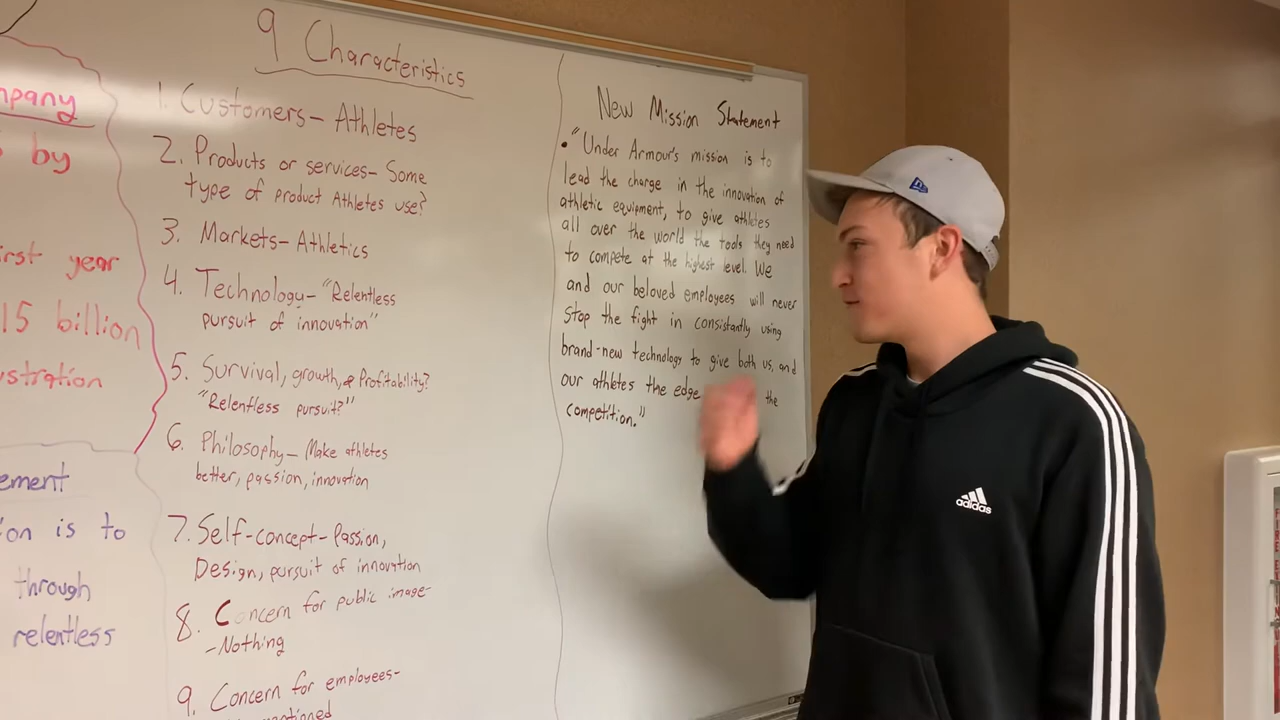 mpany
by
irst year
15 billion
ustration
ement
on is to
through
relentless
9 Characteristics
1. Customers- Athletes
2. Products or services- Some
type of product Athletes use?
3. Markets- Athletics
4. Technology- "Relentless
pursuit of innovation"
5. Survival, growth, & Profitability?
"Relentless pursuit?"
6. Philosophy- Make athletes
better, passion, innovation
7. Self-concept- Passion,
Design, pursuit of innovation
8. Concern for public image-
-Nothing
9. Concern for employees-
mentioned
New Mission Statement
• "Under Armour's mission is to
lead the charge in the innovation of
athletic equipment, to give athletes
all over the world the tools they need
to compete at the highest level. We
and our beloved employees will never
stop the fight in consistantly using
brand-new technology to give both us, and
our athletes the edge the
competition."
adidas